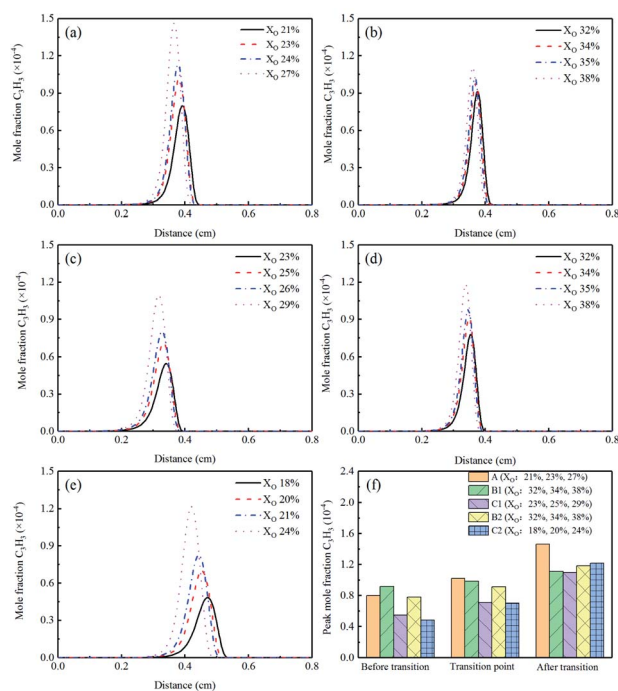 (a)
X_O 21%
X_O 23%
X_O 24%
X_O 27%
Mole fraction C₃H₃ (×10⁻⁴)
1.5
1.2
0.9
0.6
0.3
0.0
0.0 0.2 0.4 0.6 0.8
Distance (cm)
(b)
X_O 32%
X_O 34%
X_O 35%
X_O 38%
Mole fraction C₃H₃ (×10⁻⁴)
1.5
1.2
0.9
0.6
0.3
0.0
0.0 0.2 0.4 0.6 0.8
Distance (cm)
(c)
X_O 23%
X_O 25%
X_O 26%
X_O 29%
Mole fraction C₃H₃ (×10⁻⁴)
1.5
1.2
0.9
0.6
0.3
0.0
0.0 0.2 0.4 0.6 0.8
Distance (cm)
(d)
X_O 32%
X_O 34%
X_O 35%
X_O 38%
Mole fraction C₃H₃ (×10⁻⁴)
1.5
1.2
0.9
0.6
0.3
0.0
0.0 0.2 0.4 0.6 0.8
Distance (cm)
(e)
X_O 18%
X_O 20%
X_O 21%
X_O 24%
Mole fraction C₃H₃ (×10⁻⁴)
1.5
1.2
0.9
0.6
0.3
0.0
0.0 0.2 0.4 0.6 0.8
Distance (cm)
(f)
A (X_O: 21%, 23%, 27%)
B1 (X_O: 32%, 34%, 38%)
C1 (X_O: 23%, 25%, 29%)
B2 (X_O: 32%, 34%, 38%)
C2 (X_O: 18%, 20%, 24%)
Peak mole fraction C₃H₃ (×10⁻⁴)
2.4
2.0
1.6
1.2
0.8
0.4
0.0
Before transition Transition point After transition